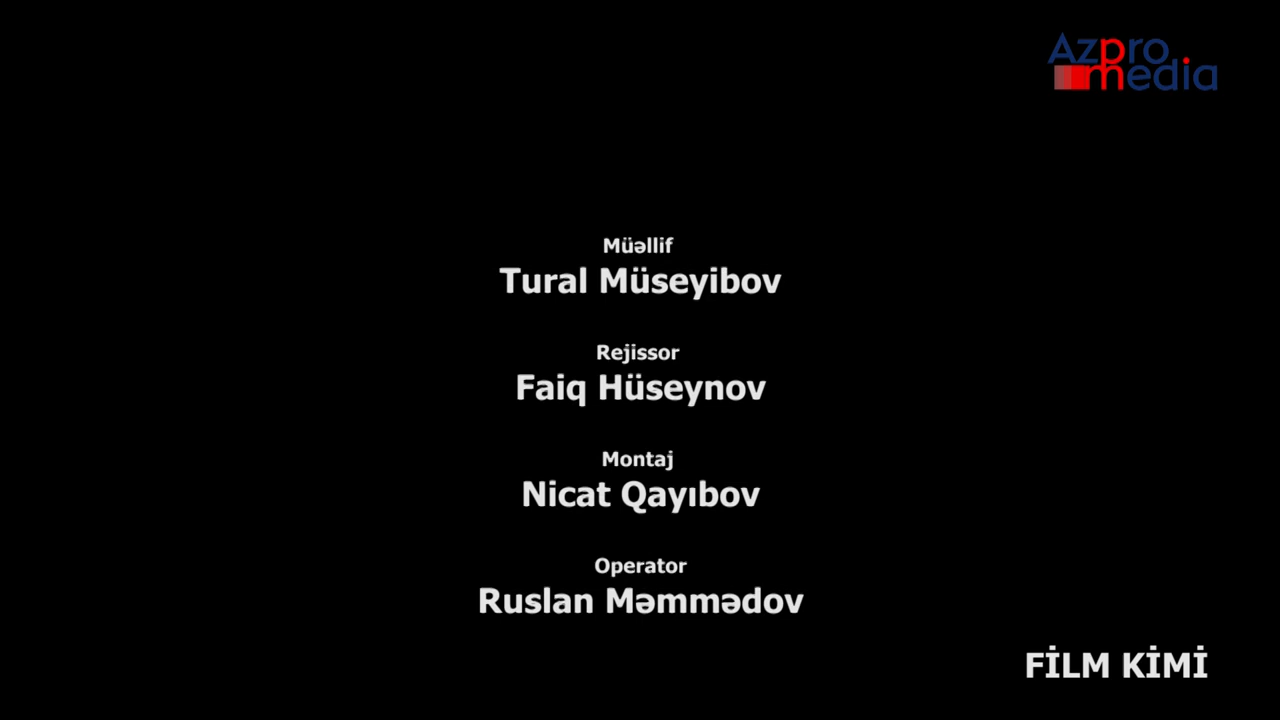 Azpro
media
Müəllif
Tural Müseyibov
Rejissor
Faiq Hüseynov
Montaj
Nicat Qayıbov
Operator
Ruslan Məmmədov
FİLM KİMİ